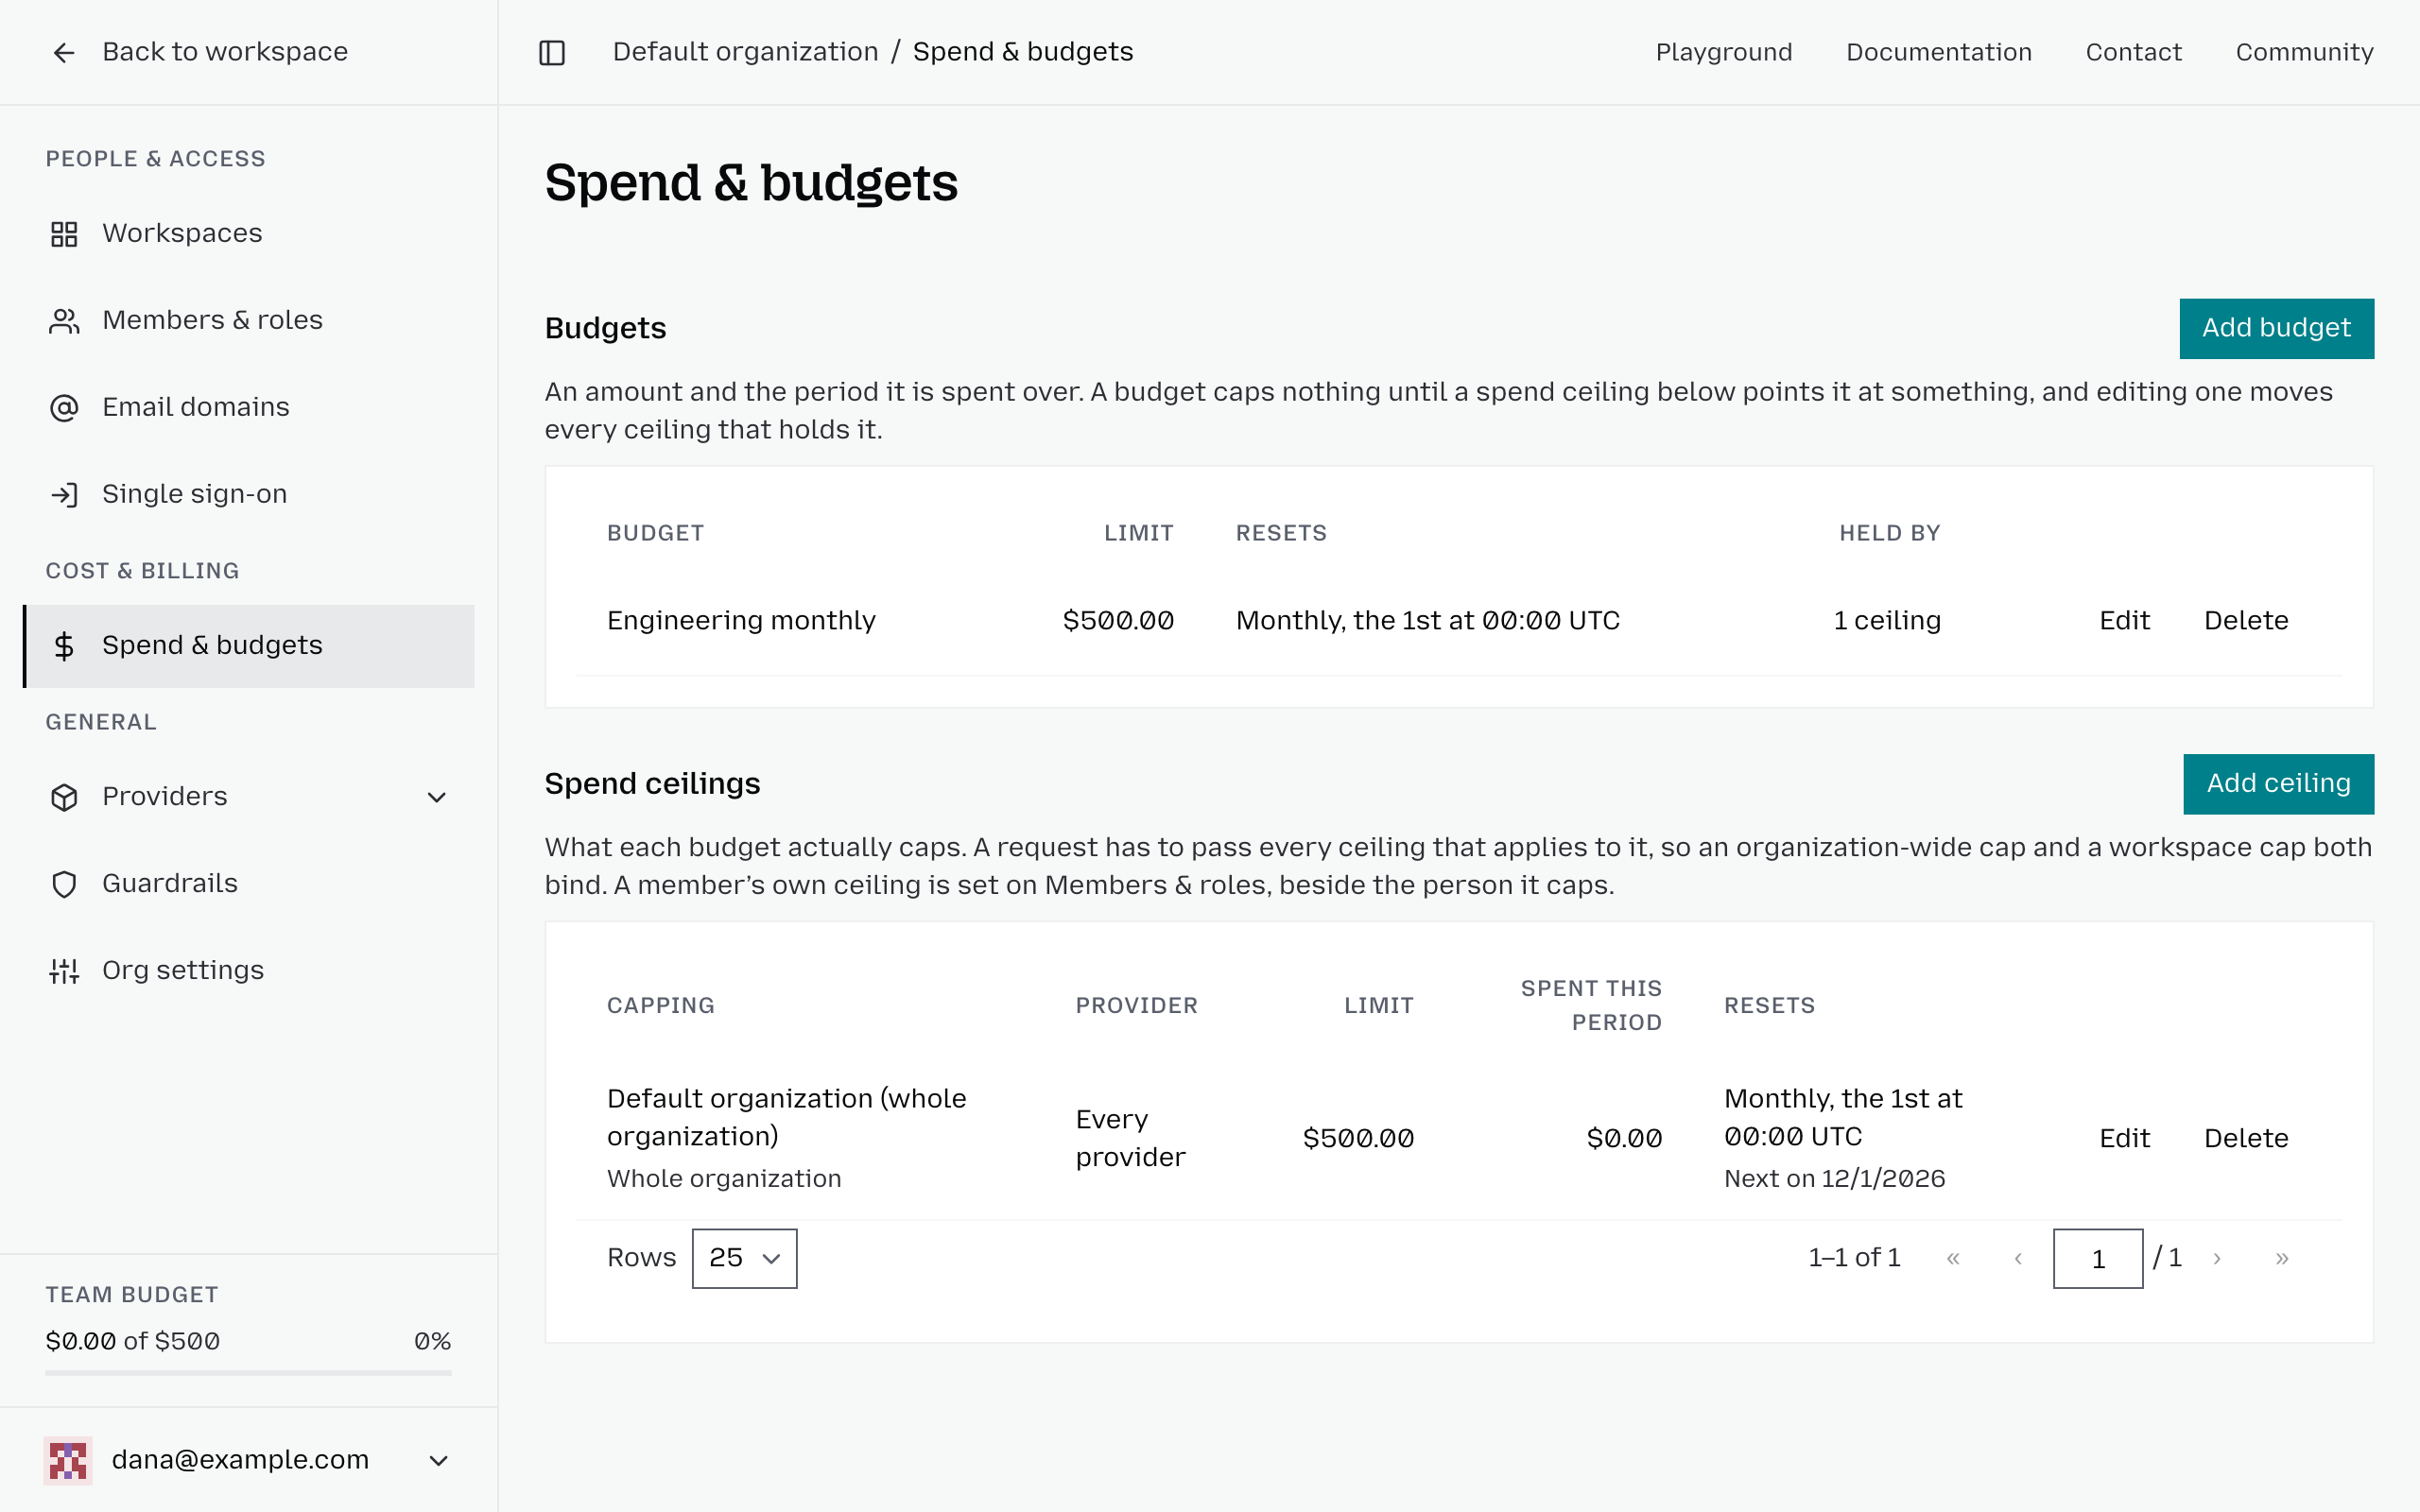 Back to workspace
Default organization / Spend & budgets
Playground
Documentation
Contact
Community
PEOPLE & ACCESS
Workspaces
Members & roles
Email domains
Single sign-on
COST & BILLING
Spend & budgets
GENERAL
Providers
Guardrails
Org settings
TEAM BUDGET
$0.00 of $500 0%
dana@example.com
Spend & budgets
Budgets
Add budget
An amount and the period it is spent over. A budget caps nothing until a spend ceiling below points it at something, and editing one moves
every ceiling that holds it.
BUDGET LIMIT RESETS HELD BY
Engineering monthly $500.00 Monthly, the 1st at 00:00 UTC 1 ceiling Edit Delete
Spend ceilings
Add ceiling
What each budget actually caps. A request has to pass every ceiling that applies to it, so an organization-wide cap and a workspace cap both
bind. A member’s own ceiling is set on Members & roles, beside the person it caps.
CAPPING PROVIDER LIMIT SPENT THIS PERIOD RESETS
Default organization (whole
organization)
Whole organization
Every
provider
$500.00
$0.00
Monthly, the 1st at
00:00 UTC
Next on 12/1/2026
Edit Delete
Rows 25
1–1 of 1 « ‹ 1 / 1 › »